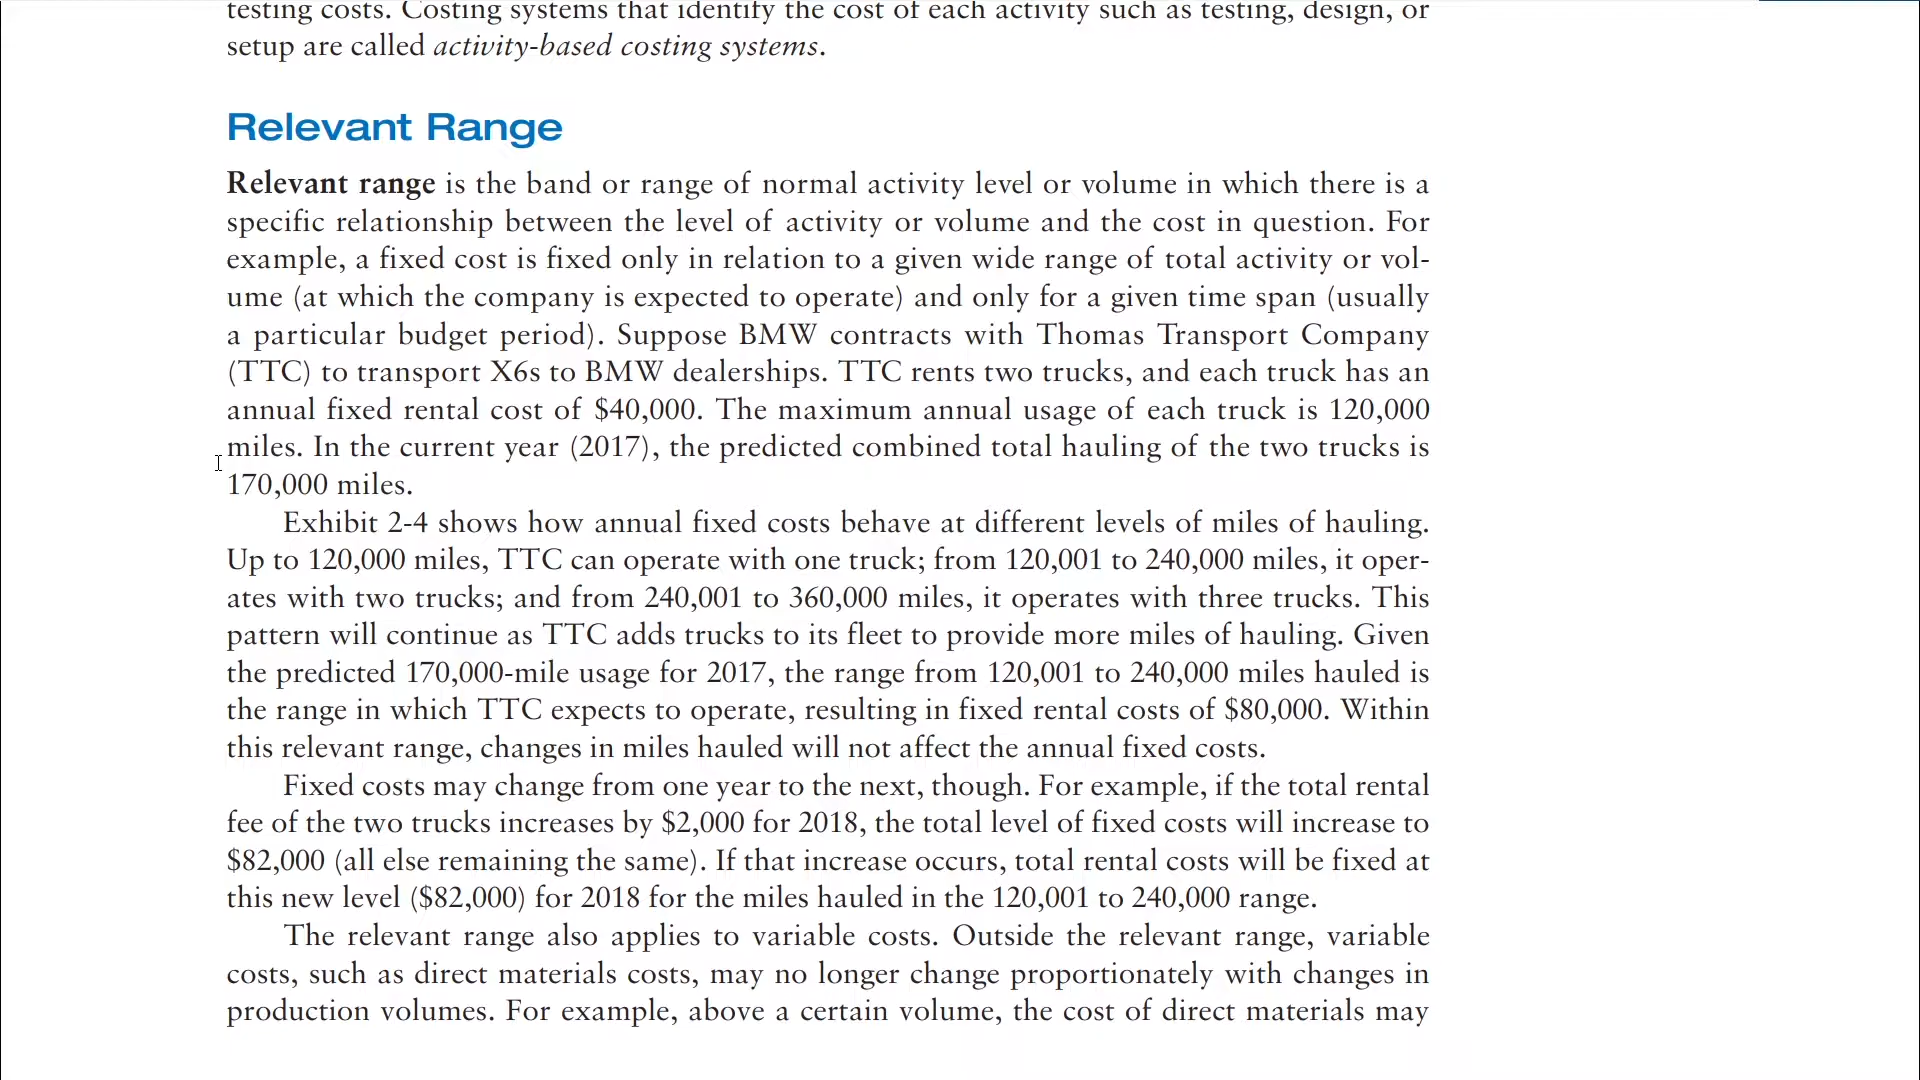 testing costs. Costing systems that identify the cost of each activity such as testing, design, or
setup are called activity-based costing systems.
Relevant Range
Relevant range is the band or range of normal activity level or volume in which there is a
specific relationship between the level of activity or volume and the cost in question. For
example, a fixed cost is fixed only in relation to a given wide range of total activity or vol-
ume (at which the company is expected to operate) and only for a given time span (usually
a particular budget period). Suppose BMW contracts with Thomas Transport Company
(TTC) to transport X6s to BMW dealerships. TTC rents two trucks, and each truck has an
annual fixed rental cost of $40,000. The maximum annual usage of each truck is 120,000
miles. In the current year (2017), the predicted combined total hauling of the two trucks is
170,000 miles.
Exhibit 2-4 shows how annual fixed costs behave at different levels of miles of hauling.
Up to 120,000 miles, TTC can operate with one truck; from 120,001 to 240,000 miles, it oper-
ates with two trucks; and from 240,001 to 360,000 miles, it operates with three trucks. This
pattern will continue as TTC adds trucks to its fleet to provide more miles of hauling. Given
the predicted 170,000-mile usage for 2017, the range from 120,001 to 240,000 miles hauled is
the range in which TTC expects to operate, resulting in fixed rental costs of $80,000. Within
this relevant range, changes in miles hauled will not affect the annual fixed costs.
Fixed costs may change from one year to the next, though. For example, if the total rental
fee of the two trucks increases by $2,000 for 2018, the total level of fixed costs will increase to
$82,000 (all else remaining the same). If that increase occurs, total rental costs will be fixed at
this new level ($82,000) for 2018 for the miles hauled in the 120,001 to 240,000 range.
The relevant range also applies to variable costs. Outside the relevant range, variable
costs, such as direct materials costs, may no longer change proportionately with changes in
production volumes. For example, above a certain volume, the cost of direct materials may